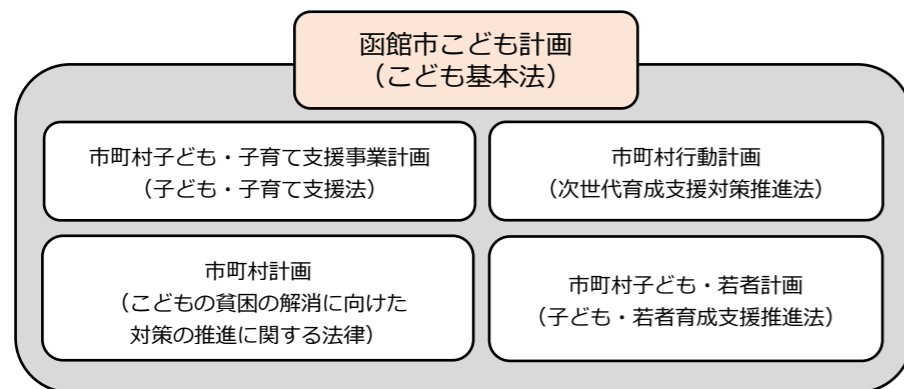 函館市こども計画
（こども基本法）
市町村子ども・子育て支援事業計画
（子ども・子育て支援法）
市町村行動計画
（次世代育成支援対策推進法）
市町村計画
（こどもの貧困の解消に向けた
対策の推進に関する法律）
市町村子ども・若者計画
（子ども・若者育成支援推進法）